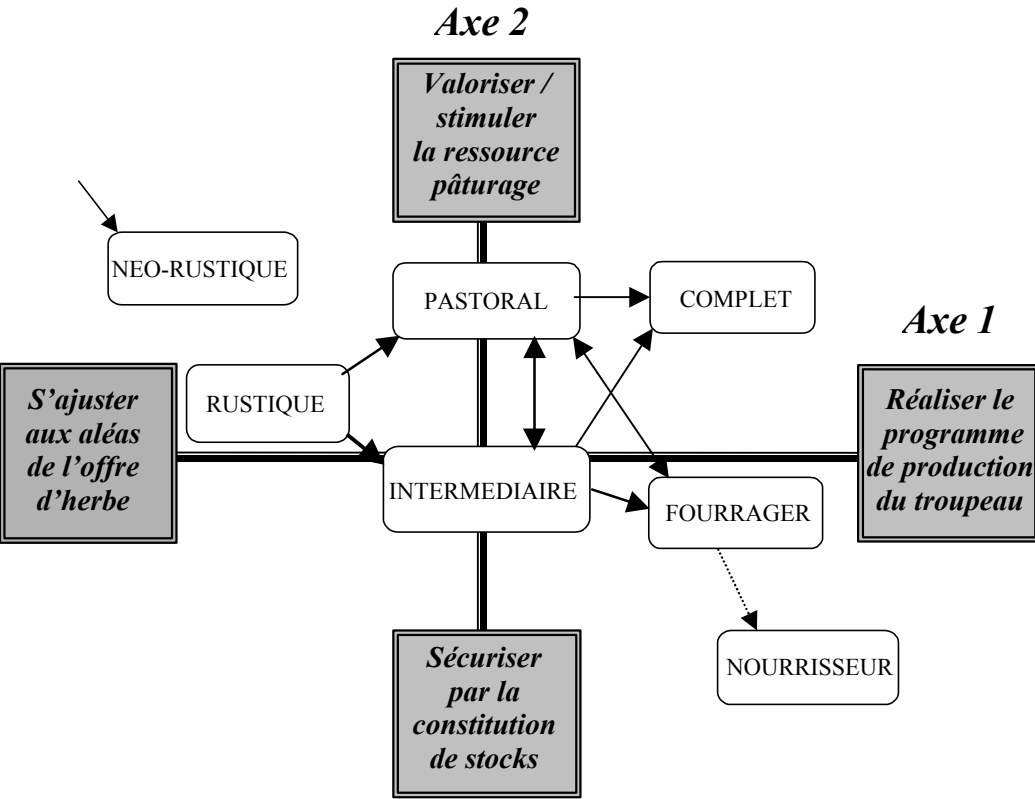 Axe 2
Valoriser /
stimuler
la ressource
pâturage
NEO-RUSTIQUE
PASTORAL
COMPLET
Axe 1
S’ajuster
aux aléas
de l’offre
d’herbe
RUSTIQUE
Réaliser le
programme
de production
du troupeau
INTERMEDIAIRE
FOURRAGER
Sécuriser
par la
constitution
de stocks
NOURRISSEUR